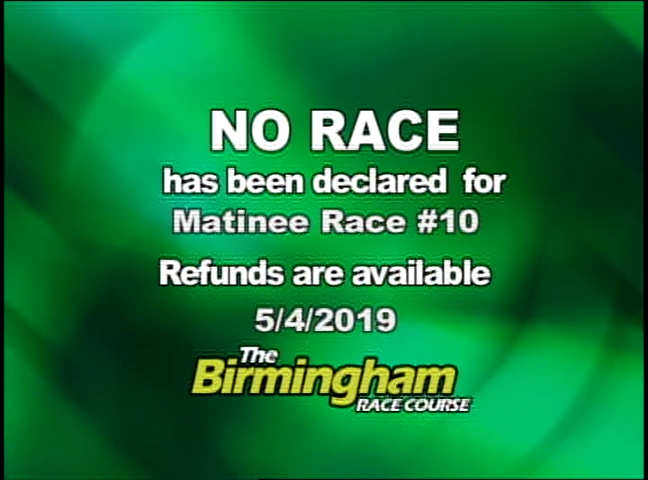 NO RACE
has been declared for
Matinee Race #10
Refunds are available
5/4/2019
The
Birmingham
RACE COURSE